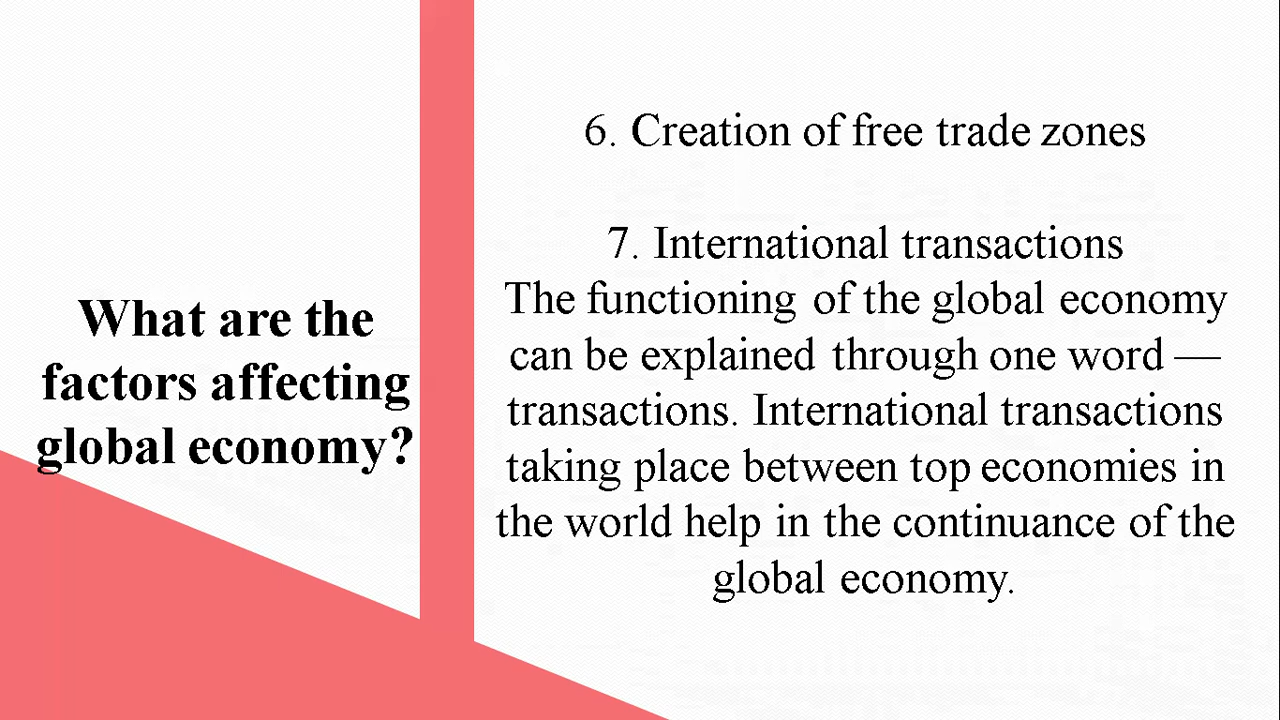 What are the
factors affecting
global economy?
6. Creation of free trade zones
7. International transactions
The functioning of the global economy
can be explained through one word —
transactions. International transactions
taking place between top economies in
the world help in the continuance of the
global economy.